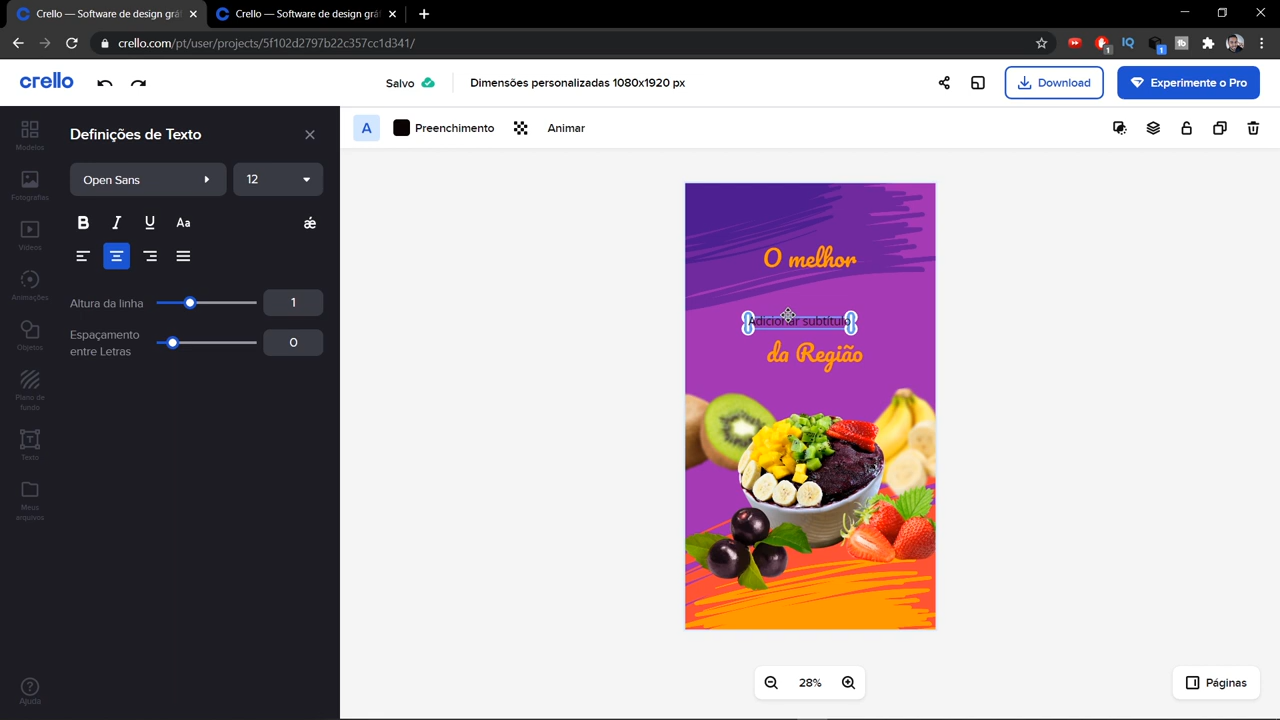 Crello — Software de design grá
Crello — Software de design grá
crello.com/pt/user/projects/5f102d2797b22c357cc1d341/
crello
Salvo
Dimensões personalizadas 1080x1920 px
Download
Experimente o Pro
Modelos
Fotografias
Vídeos
Animações
Objetos
Plano de
fundo
Texto
Meus
arquivos
Ajuda
Definições de Texto
Open Sans
12
B I U Aa
ǽ
Altura da linha
1
Espaçamento
entre Letras
0
A
Preenchimento
Animar
O melhor
Adicionar subtítulo
da Região
28%
Páginas